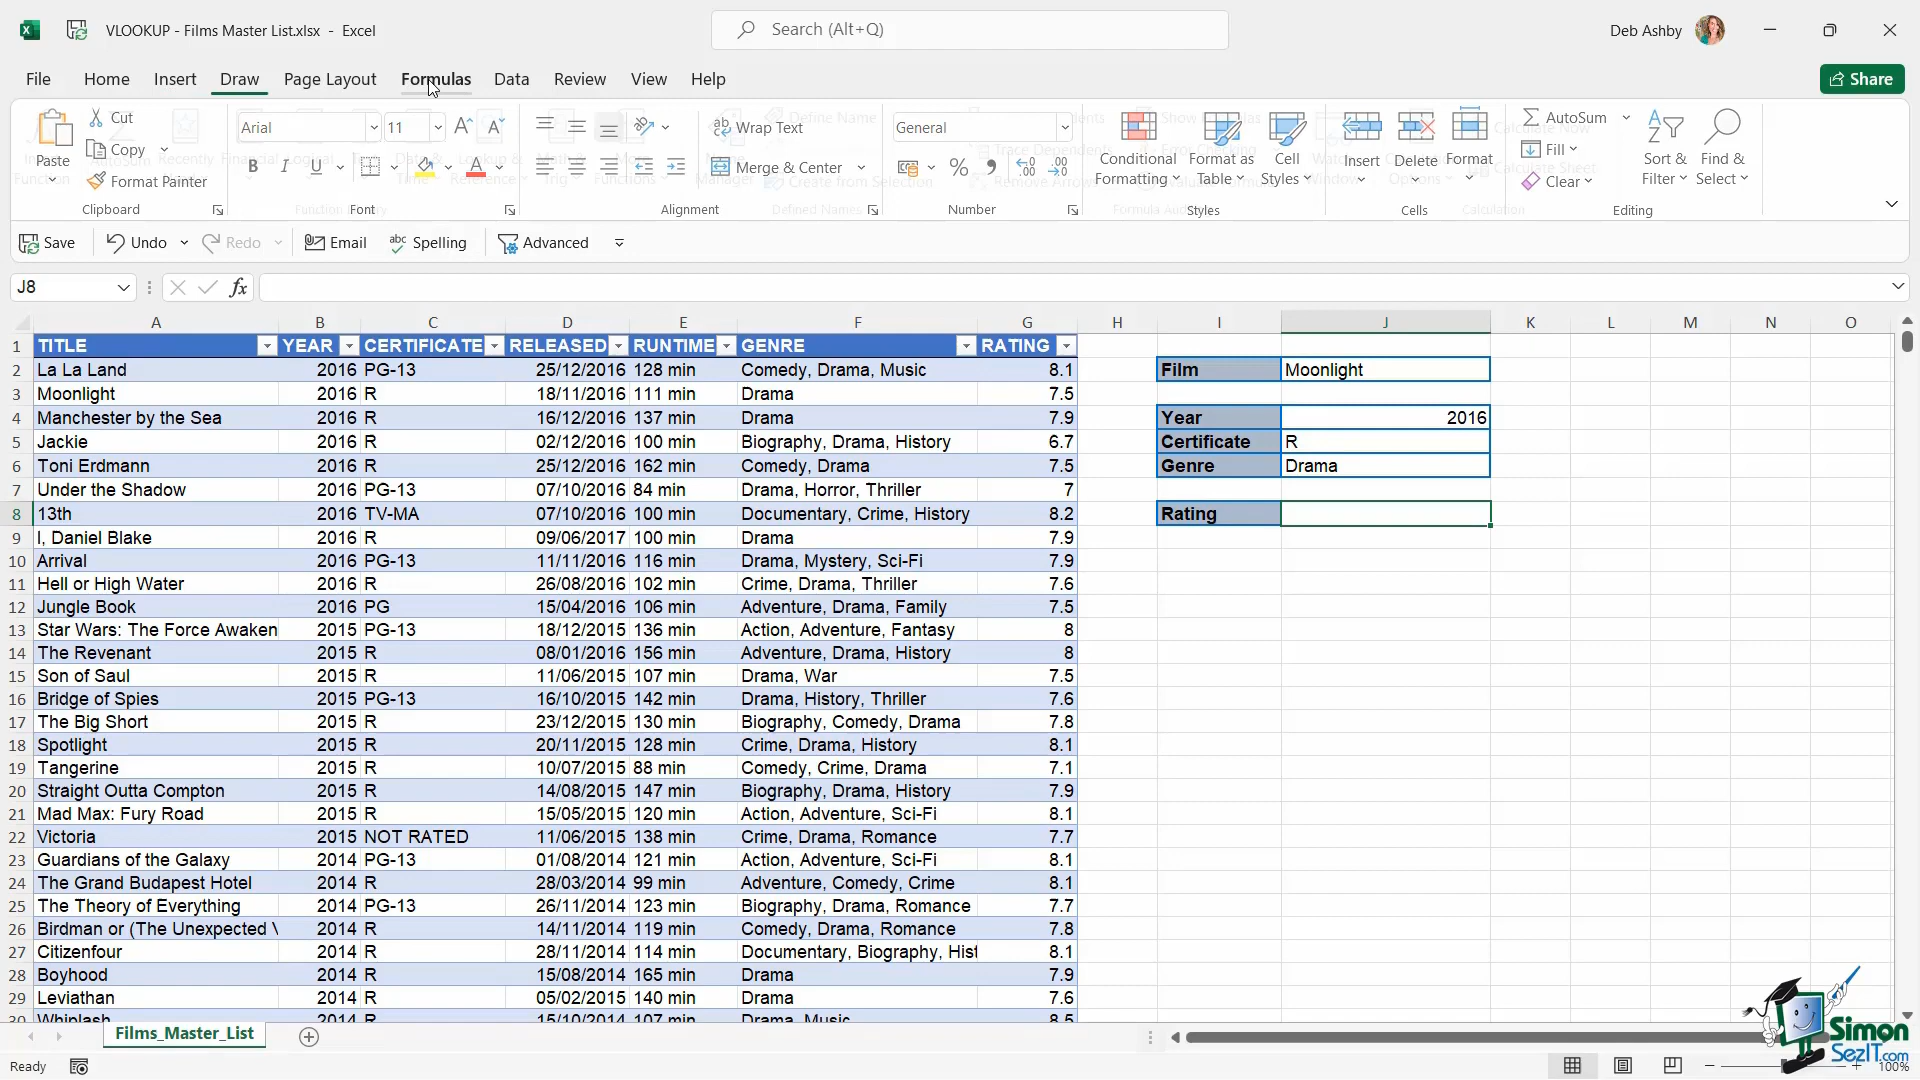 VLOOKUP - Films Master List.xlsx - Excel
Search (Alt+Q)
Deb Ashby
File Home Insert Draw Page Layout Formulas Data Review View Help
Share
Paste
Cut
Copy
Format Painter
Clipboard
Arial 11
B I U
Font
Wrap Text
Merge & Center
Alignment
General
Number
Conditional Formatting
Format as Table
Cell Styles
Styles
Insert Delete Format
Cells
AutoSum
Fill
Clear
Sort & Filter
Find & Select
Editing
Save Undo Redo Email Spelling Advanced
J8 fx
A B C D E F G H I J K L M N O
1 TITLE YEAR CERTIFICATE RELEASED RUNTIME GENRE RATING
2 La La Land 2016 PG-13 25/12/2016 128 min Comedy, Drama, Music 8.1 Film Moonlight
3 Moonlight 2016 R 18/11/2016 111 min Drama 7.5
4 Manchester by the Sea 2016 R 16/12/2016 137 min Drama 7.9 Year 2016
5 Jackie 2016 R 02/12/2016 100 min Biography, Drama, History 6.7 Certificate R
6 Toni Erdmann 2016 R 25/12/2016 162 min Comedy, Drama 7.5 Genre Drama
7 Under the Shadow 2016 PG-13 07/10/2016 84 min Drama, Horror, Thriller 7
8 13th 2016 TV-MA 07/10/2016 100 min Documentary, Crime, History 8.2 Rating
9 I, Daniel Blake 2016 R 09/06/2017 100 min Drama 7.9
10 Arrival 2016 PG-13 11/11/2016 116 min Drama, Mystery, Sci-Fi 7.9
11 Hell or High Water 2016 R 26/08/2016 102 min Crime, Drama, Thriller 7.6
12 Jungle Book 2016 PG 15/04/2016 106 min Adventure, Drama, Family 7.5
13 Star Wars: The Force Awaken 2015 PG-13 18/12/2015 136 min Action, Adventure, Fantasy 8
14 The Revenant 2015 R 08/01/2016 156 min Adventure, Drama, History 8
15 Son of Saul 2015 R 11/06/2015 107 min Drama, War 7.5
16 Bridge of Spies 2015 PG-13 16/10/2015 142 min Drama, History, Thriller 7.6
17 The Big Short 2015 R 23/12/2015 130 min Biography, Comedy, Drama 7.8
18 Spotlight 2015 R 20/11/2015 128 min Crime, Drama, History 8.1
19 Tangerine 2015 R 10/07/2015 88 min Comedy, Crime, Drama 7.1
20 Straight Outta Compton 2015 R 14/08/2015 147 min Biography, Drama, History 7.9
21 Mad Max: Fury Road 2015 R 15/05/2015 120 min Action, Adventure, Sci-Fi 8.1
22 Victoria 2015 NOT RATED 11/06/2015 138 min Crime, Drama, Romance 7.7
23 Guardians of the Galaxy 2014 PG-13 01/08/2014 121 min Action, Adventure, Sci-Fi 8.1
24 The Grand Budapest Hotel 2014 R 28/03/2014 99 min Adventure, Comedy, Crime 8.1
25 The Theory of Everything 2014 PG-13 26/11/2014 123 min Biography, Drama, Romance 7.7
26 Birdman or (The Unexpected 2014 R 14/11/2014 119 min Comedy, Drama, Romance 7.8
27 Citizenfour 2014 R 28/11/2014 114 min Documentary, Biography, Hist 8.1
28 Boyhood 2014 R 15/08/2014 165 min Drama 7.9
29 Leviathan 2014 R 05/02/2015 140 min Drama 7.6
30 Whiplash 2014 R 15/10/2014 107 min Drama, Music 8.5
Films_Master_List
Ready
100%
Simon
SezIT.com